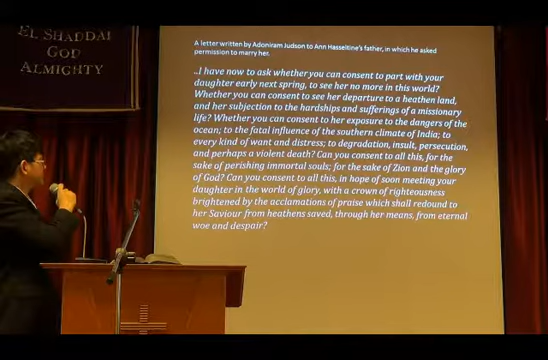 EL SHADDAI
GOD
ALMIGHTY
A letter written by Adoniram Judson to Ann Hasseltine's father, in which he asked
permission to marry her.
..I have now to ask whether you can consent to part with your
daughter early next spring, to see her no more in this world?
Whether you can consent to see her departure to a heathen land,
and her subjection to the hardships and sufferings of a missionary
life? Whether you can consent to her exposure to the dangers of the
ocean; to the fatal influence of the southern climate of India; to
every kind of want and distress; to degradation, insult, persecution,
and perhaps a violent death? Can you consent to all this, for the
sake of perishing immortal souls; for the sake of Zion and the glory
of God? Can you consent to all this, in hope of soon meeting your
daughter in the world of glory, with a crown of righteousness
brightened by the acclamations of praise which shall redound to
her Saviour from heathens saved, through her means, from eternal
woe and despair?